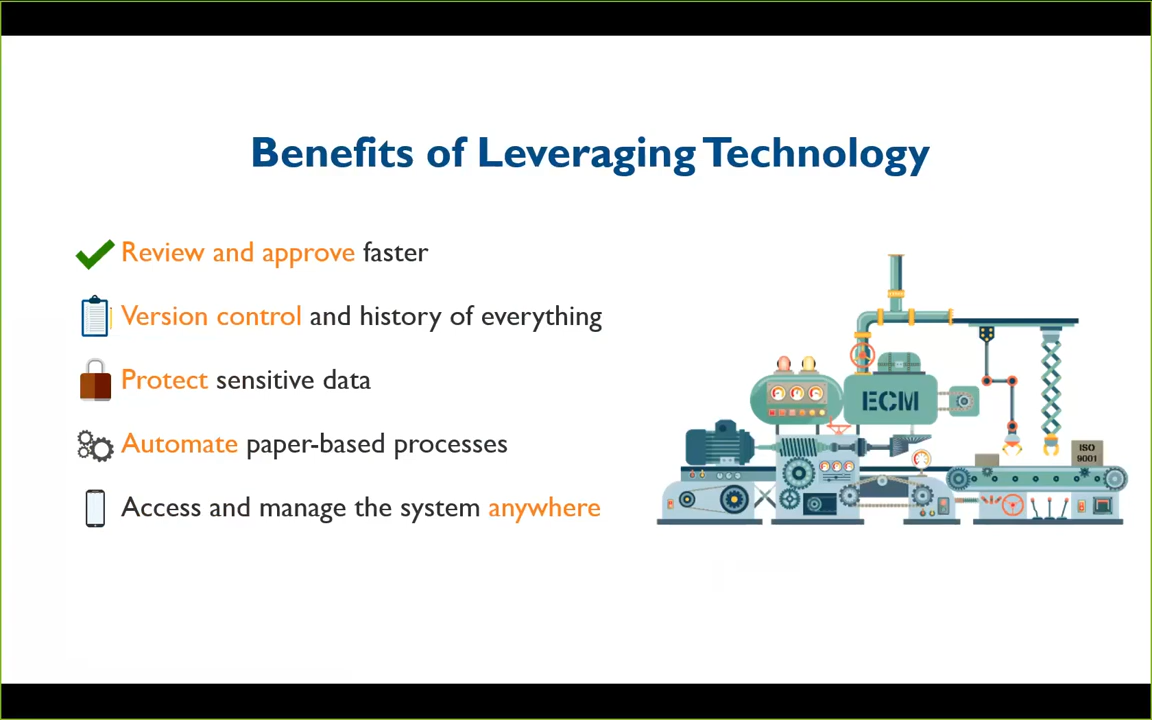 Benefits of Leveraging Technology
Review and approve faster
Version control and history of everything
Protect sensitive data
Automate paper-based processes
Access and manage the system anywhere
ECM
ISO
9001